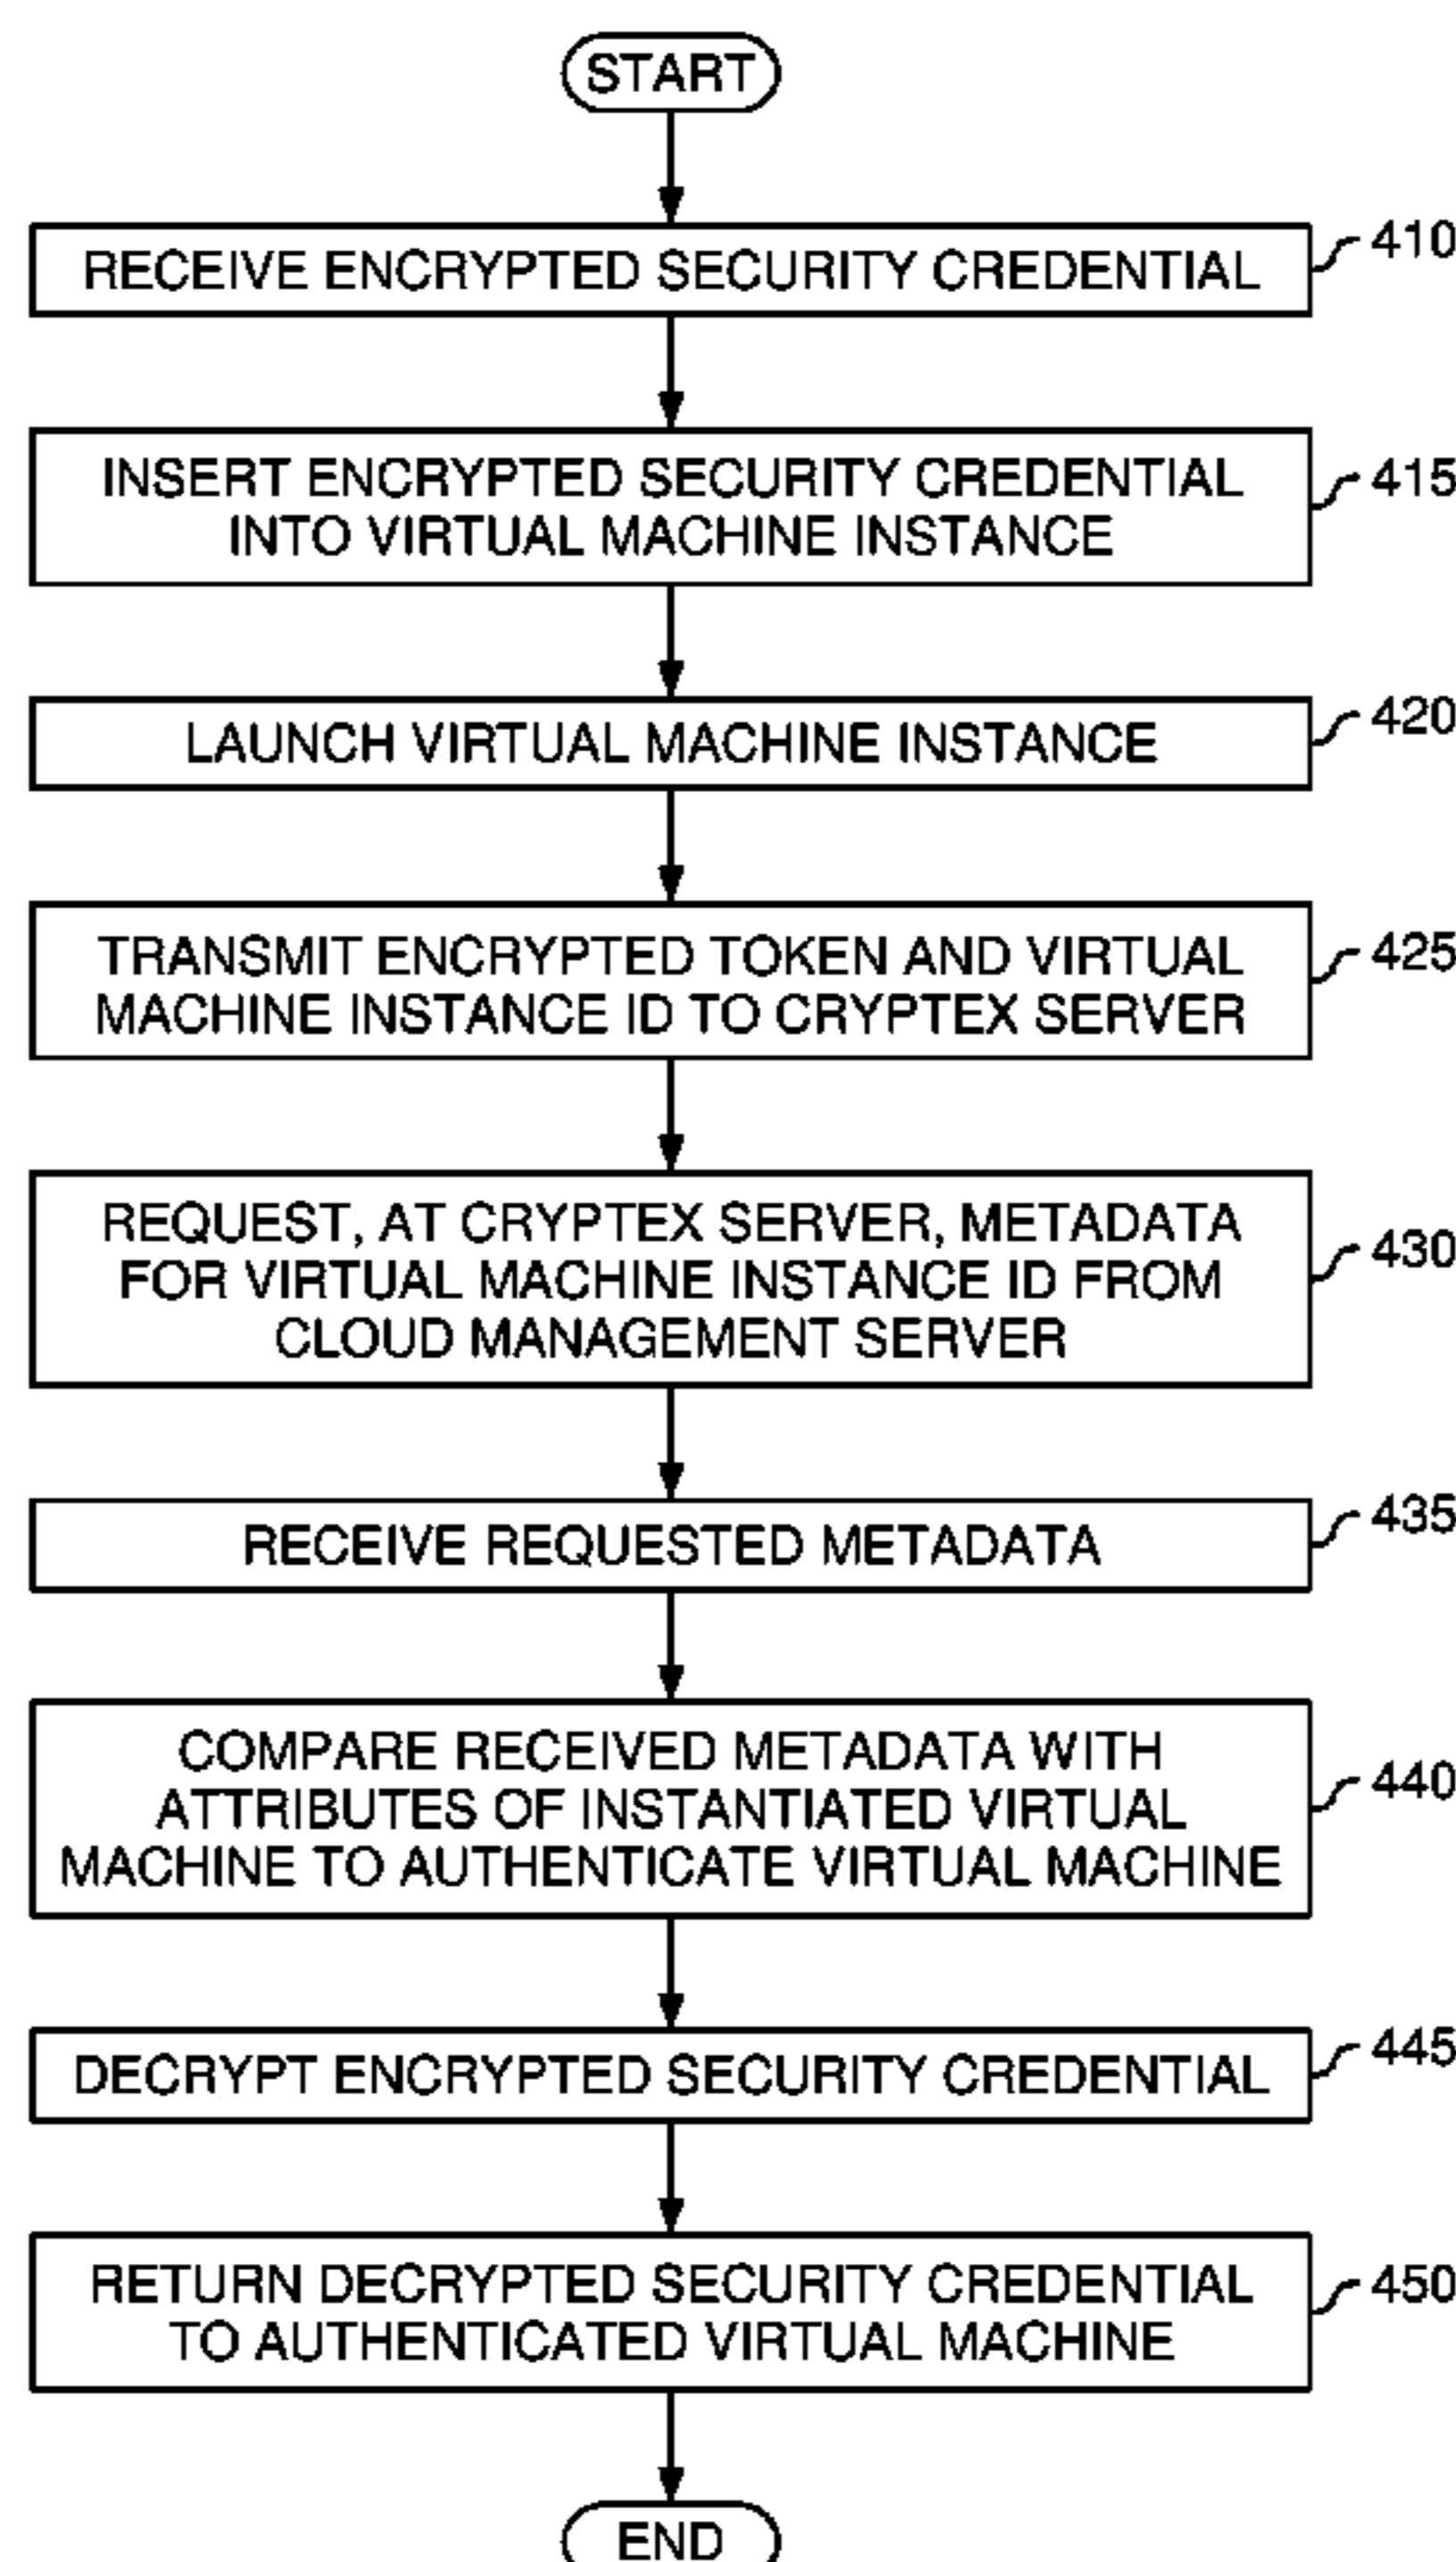 START
RECEIVE ENCRYPTED SECURITY CREDENTIAL
410
INSERT ENCRYPTED SECURITY CREDENTIAL
INTO VIRTUAL MACHINE INSTANCE
415
LAUNCH VIRTUAL MACHINE INSTANCE
420
TRANSMIT ENCRYPTED TOKEN AND VIRTUAL
MACHINE INSTANCE ID TO CRYPTEX SERVER
425
REQUEST, AT CRYPTEX SERVER, METADATA
FOR VIRTUAL MACHINE INSTANCE ID FROM
CLOUD MANAGEMENT SERVER
430
RECEIVE REQUESTED METADATA
435
COMPARE RECEIVED METADATA WITH
ATTRIBUTES OF INSTANTIATED VIRTUAL
MACHINE TO AUTHENTICATE VIRTUAL MACHINE
440
DECRYPT ENCRYPTED SECURITY CREDENTIAL
445
RETURN DECRYPTED SECURITY CREDENTIAL
TO AUTHENTICATED VIRTUAL MACHINE
450
END